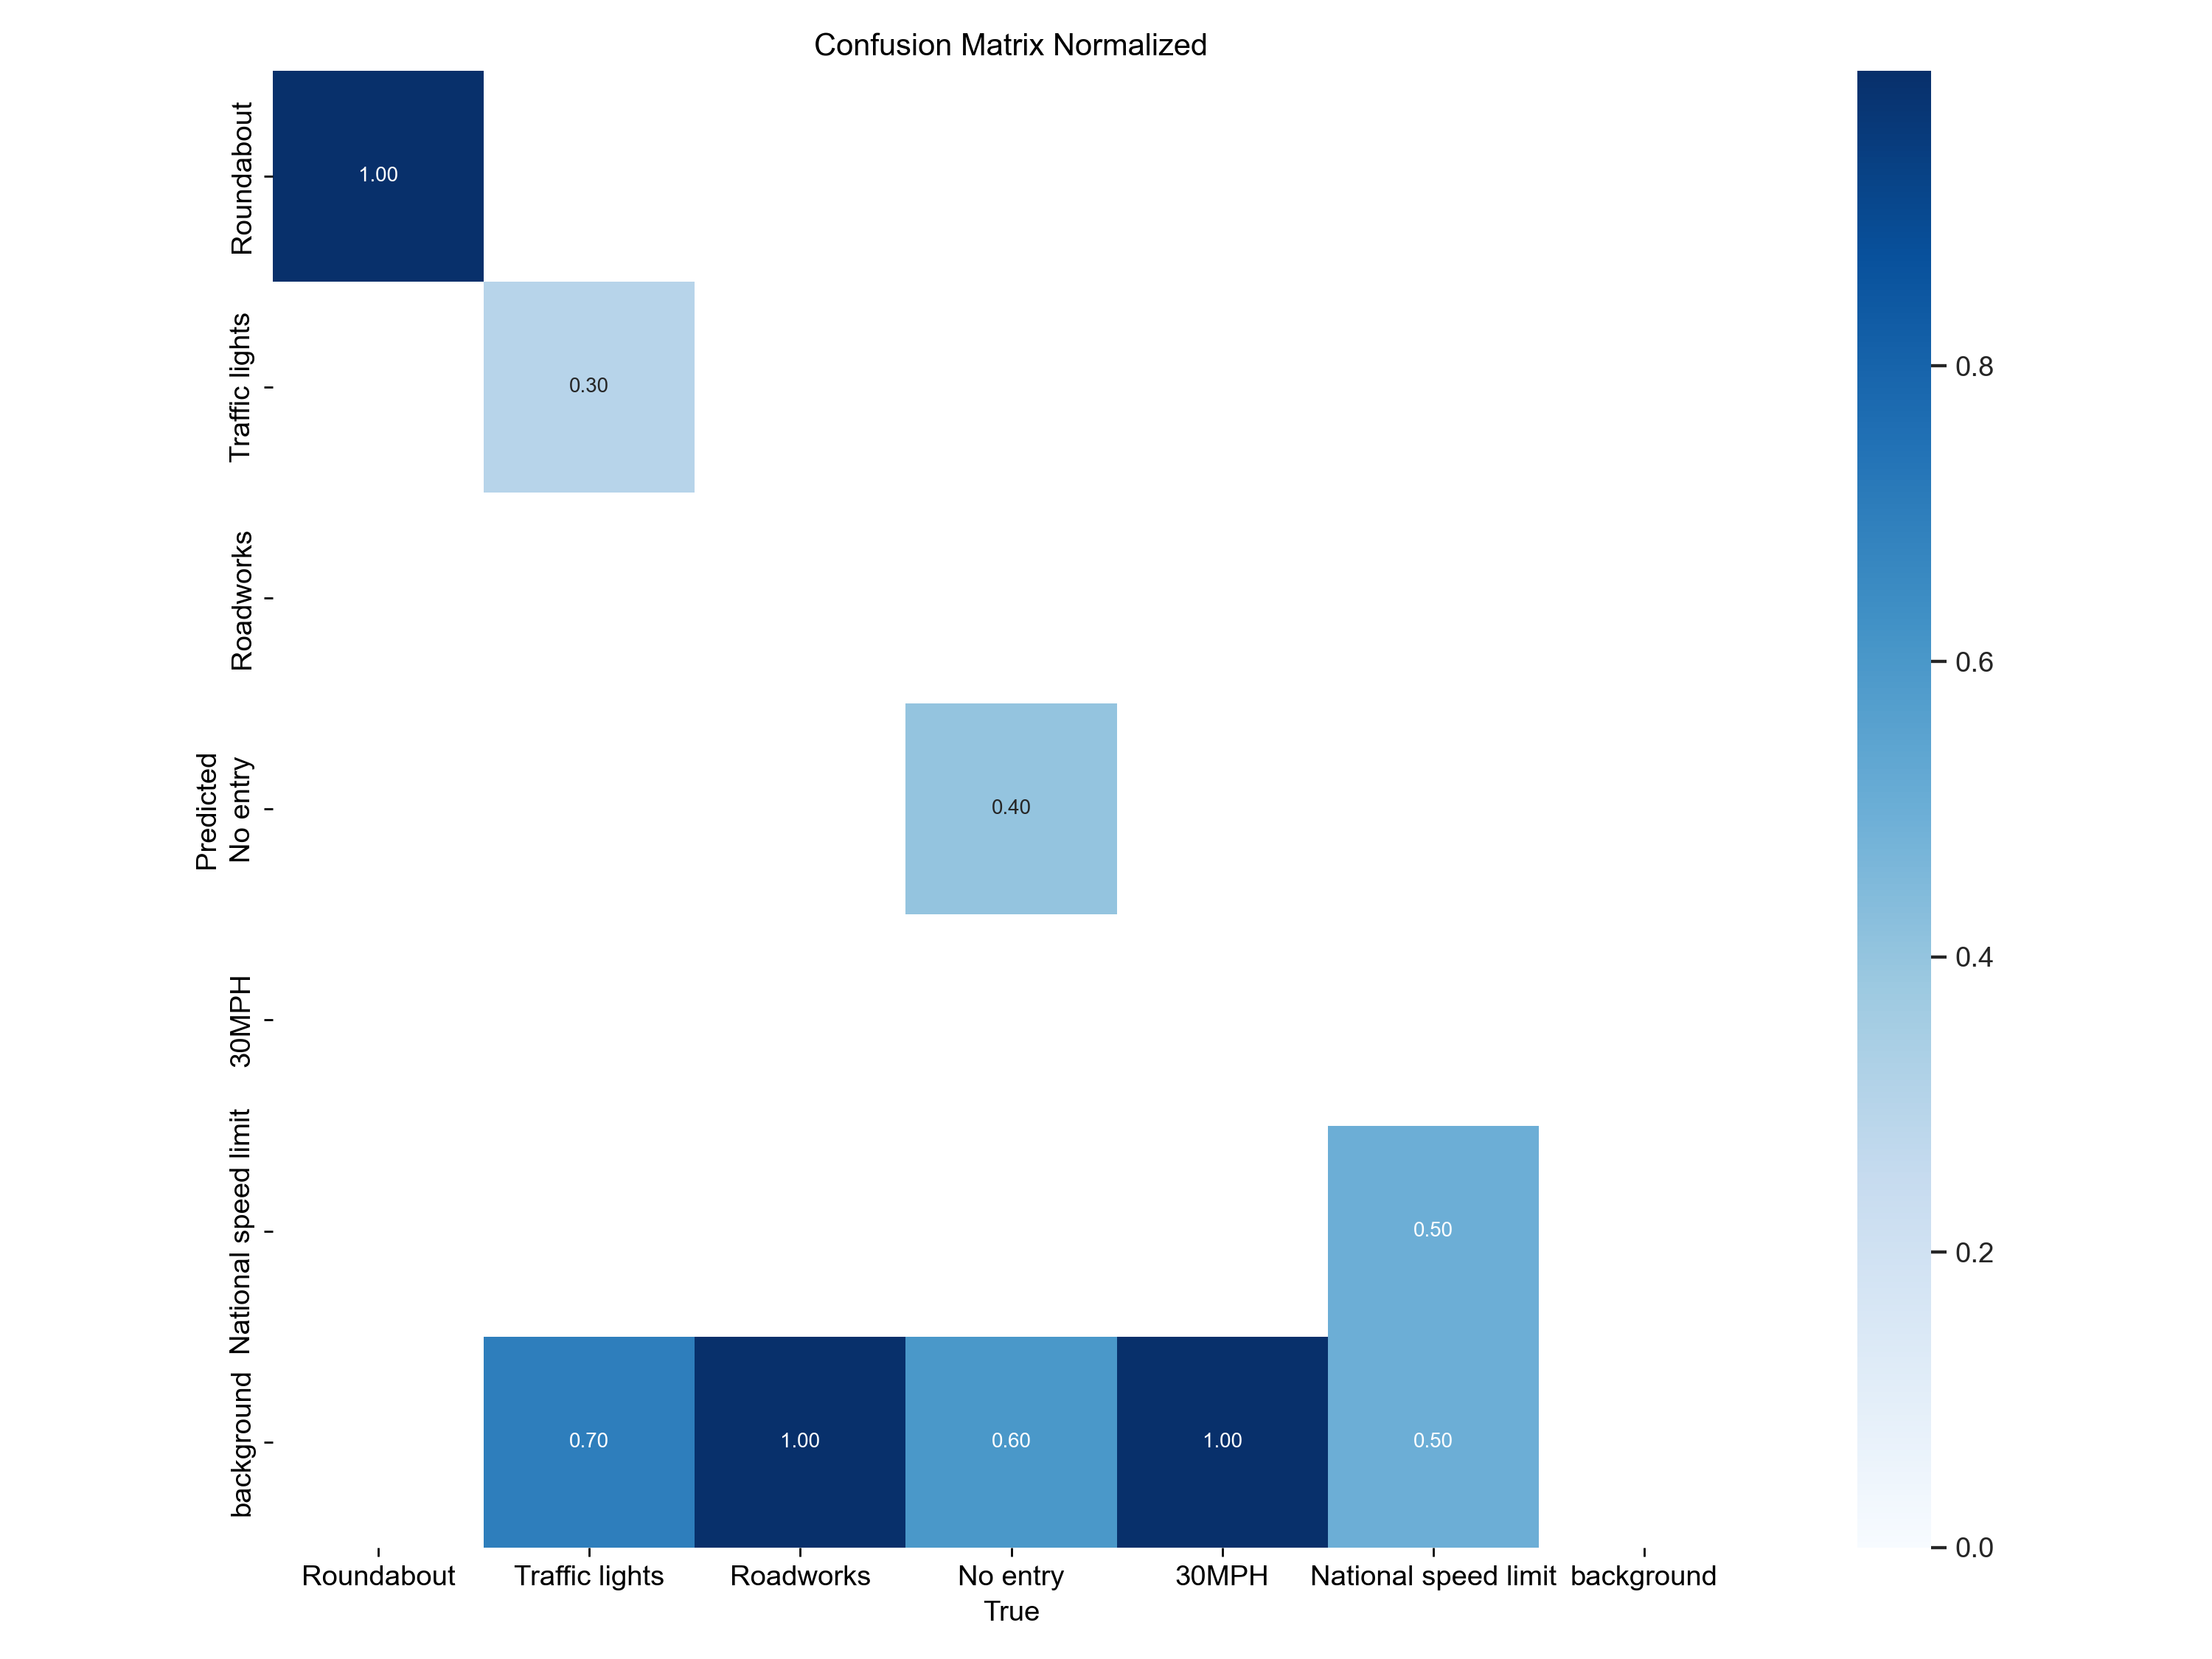 Confusion Matrix Normalized
Predicted
Roundabout
Traffic lights
Roadworks
No entry
30MPH
National speed limit
background
1.00
0.30
0.40
0.50
0.70
1.00
0.60
1.00
0.50
0.8
0.6
0.4
0.2
0.0
Roundabout
Traffic lights
Roadworks
No entry
30MPH
National speed limit
background
True